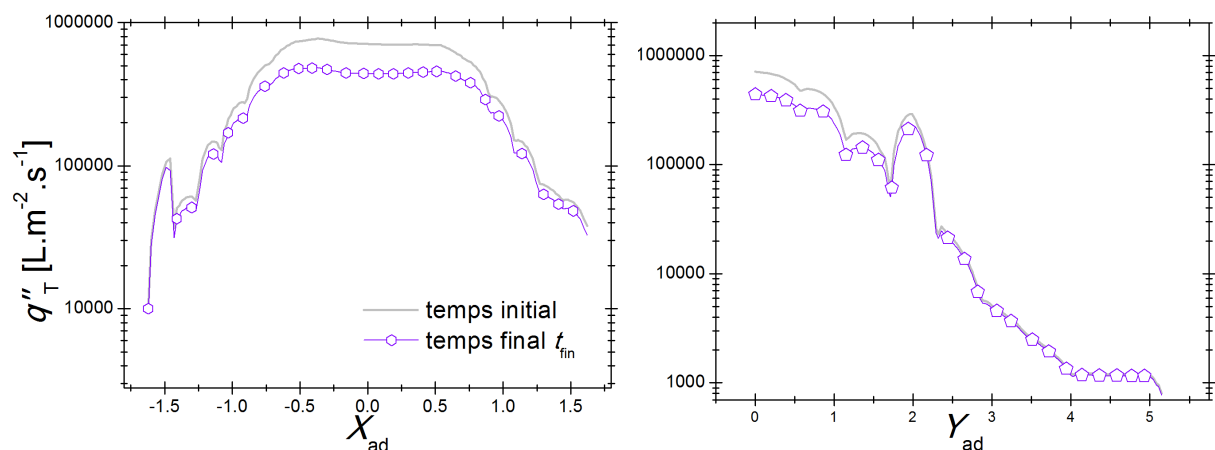 1000000
100000
10000
q″T [L.m-2.s-1]
temps initial
temps final tfin
-1.5 -1.0 -0.5 0.0 0.5 1.0 1.5
Xad
1000000
100000
10000
1000
0 1 2 3 4 5
Yad